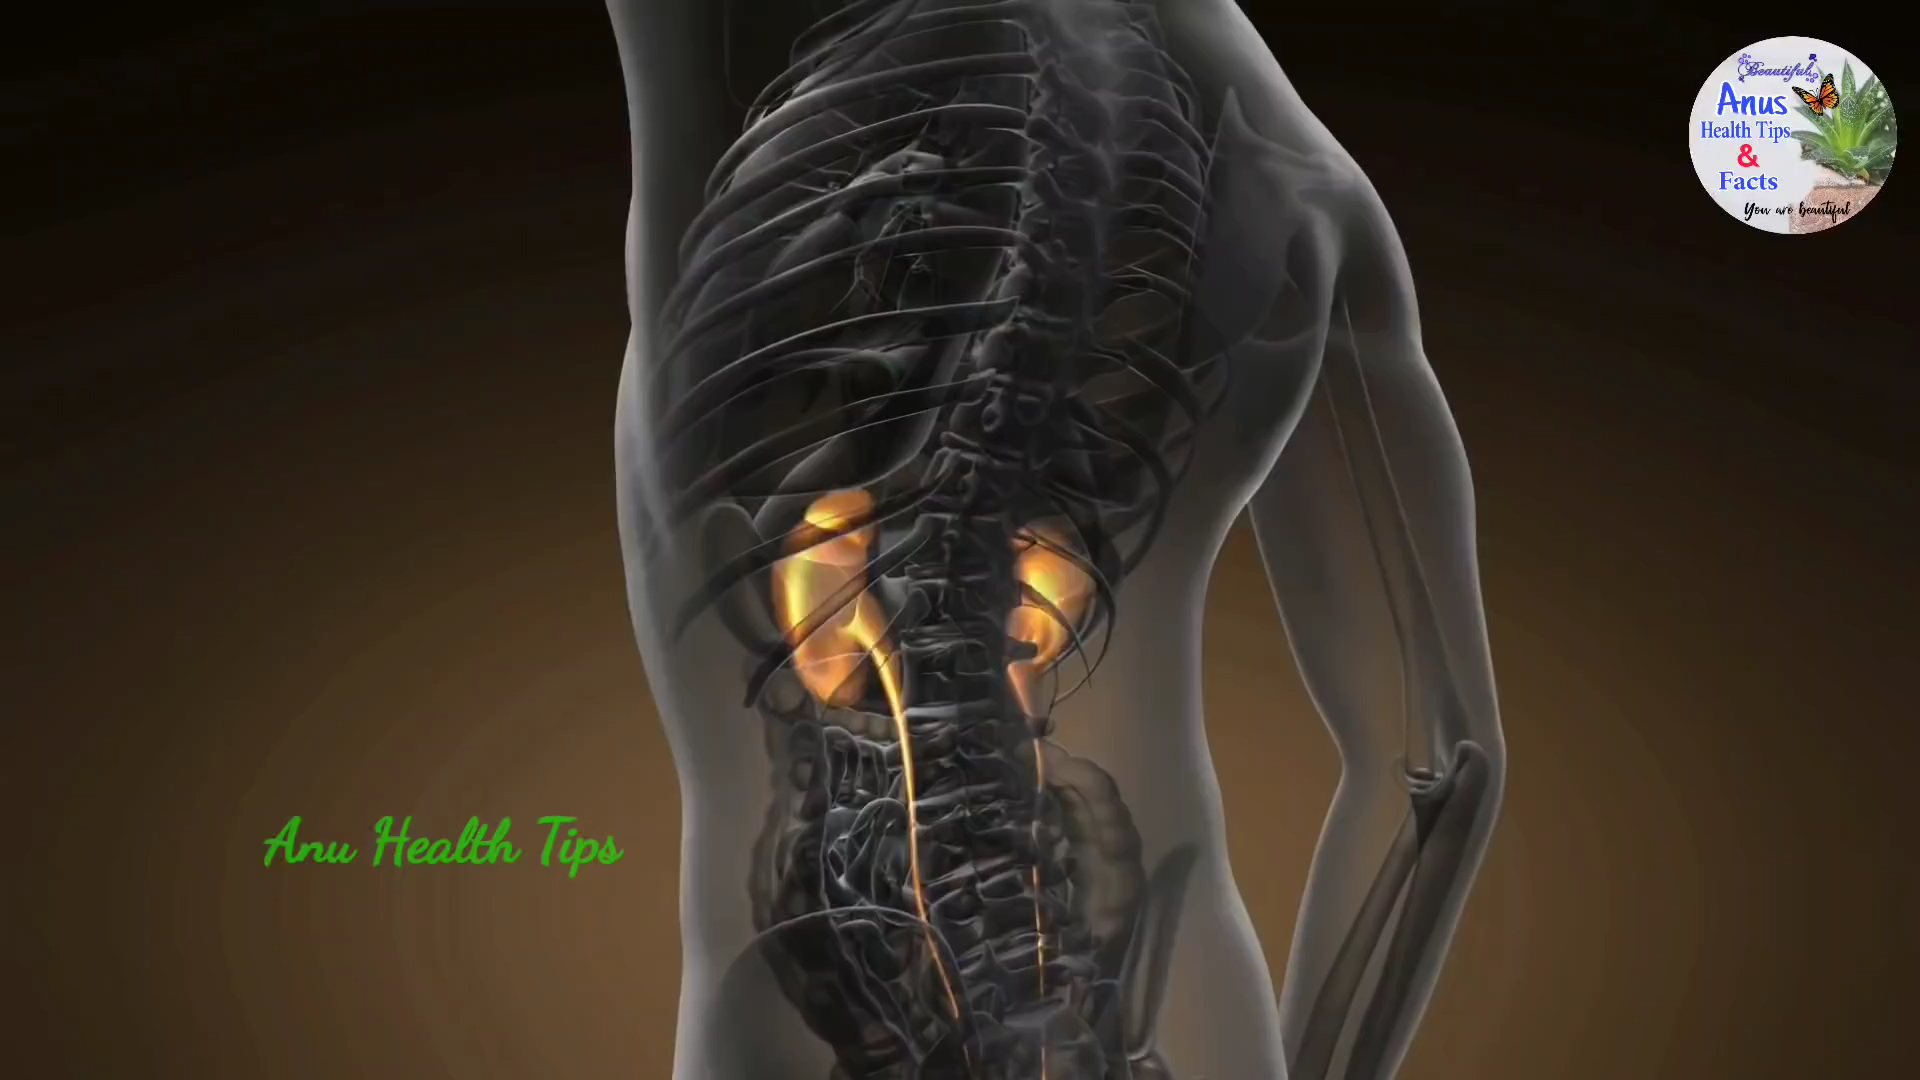 Beautiful
Anus
Health Tips
&
Facts
You are beautiful
Anu Health Tips